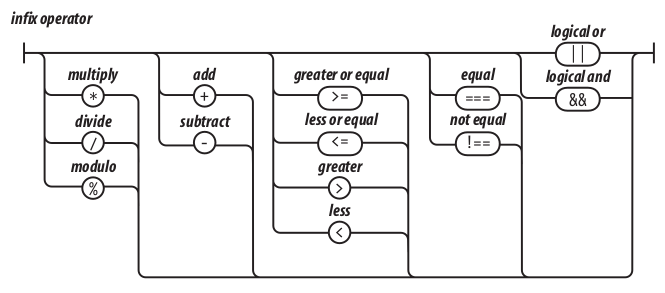 infix operator
logical or
||
multiply
add
greater or equal
equal
logical and
*
+
>=
===
&&
divide
subtract
less or equal
not equal
/
-
<=
!==
modulo
greater
%
>
less
<